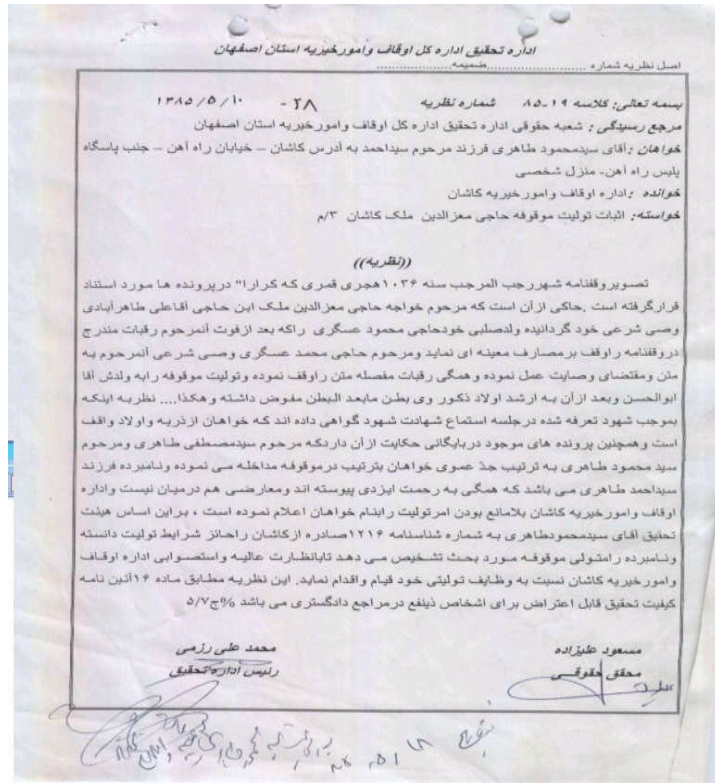 اداره تحقیق اداره کل اوقاف وامورخیریه استان اصفهان
اصل نظریه شماره ........................ضمیمه....................
بسمه تعالی: کلاسه ۱۹-۸۵ شماره نظریه ۲۸- ۱۳۸۵/۵/۱۰
مرجع رسیدگی : شعبه حقوقی اداره تحقیق اداره کل اوقاف وامورخیریه استان اصفهان
خواهان :آقای سیدمحمود طاهری فرزند مرحوم سیداحمد به آدرس کاشان – خیابان راه آهن – جنب پاسگاه
پلیس راه آهن- منزل شخصی
خوانده :اداره اوقاف وامورخیریه کاشان
خواسته: اثبات تولیت موقوفه حاجی معزالدین ملک کاشان ۳/م
((نظریه))
تصویروقفنامه شهررجب المرجب سنه ۱۰۳۶هجری قمری که کرارا" درپرونده ها مورد استناد
قرارگرفته است ,حاکی ازآن است که مرحوم خواجه حاجی معزالدین ملک ابن حاجی آقاعلی طاهرآبادی
وصی شرعی خود گردانیده ولدصلبی خودحاجی محمود عسگری راکه بعد ازفوت آنمرحوم رقبات مندرج
دروقفنامه راوقف برمصارف معینه ای نماید ومرحوم حاجی محمد عسگری وصی شرعی آنمرحوم به
متن ومقتضای وصایت عمل نموده وهمگی رقبات مفصله متن راوقف نموده وتولیت موقوفه رابه ولدش آقا
ابوالحسن وبعد ازآن به ارشد اولاد ذکور وی بطن مابعد البطن مفوض داشته وهکذا.... نظربه اینکه
بموجب شهود تعرفه شده درجلسه استماع شهادت شهود گواهی داده اند که خواهان ازذریه واولاد واقف
است وهمچنین پرونده های موجود دربایگانی حکایت ازآن داردکه مرحوم سیدمصطفی طاهری ومرحوم
سید محمود طاهری به ترتیب جدّ عموی خواهان بترتیب درموقوفه مداخله می نموده ونامبرده فرزند
سیداحمد طاهری می باشد که همگی به رحمت ایزدی پیوسته اند ومعارضی هم درمیان نیست واداره
اوقاف وامورخیریه کاشان بلامانع بودن امرتولیت رابنام خواهان اعلام نموده است ، براین اساس هیئت
تحقیق آقای سیدمحمودطاهری به شماره شناسنامه ۱۲۱۶صادره ازکاشان راحائز شرایط تولیت دانسته
ونامبرده رامتولی موقوفه مورد بحث تشخیص می دهد تابانظارت عالیه واستصوابی اداره اوقاف
وامورخیریه کاشان نسبت به وظایف تولیتی خود قیام واقدام نماید. این نظریه مطابق ماده ۱۶آئین نامه
کیفیت تحقیق قابل اعتراض برای اشخاص ذینفع درمراجع دادگستری می باشد %ج۵/۷
مسعود علیزاده محمد علی رزمی
محقق حقوقی رئیس اداره تحقیق